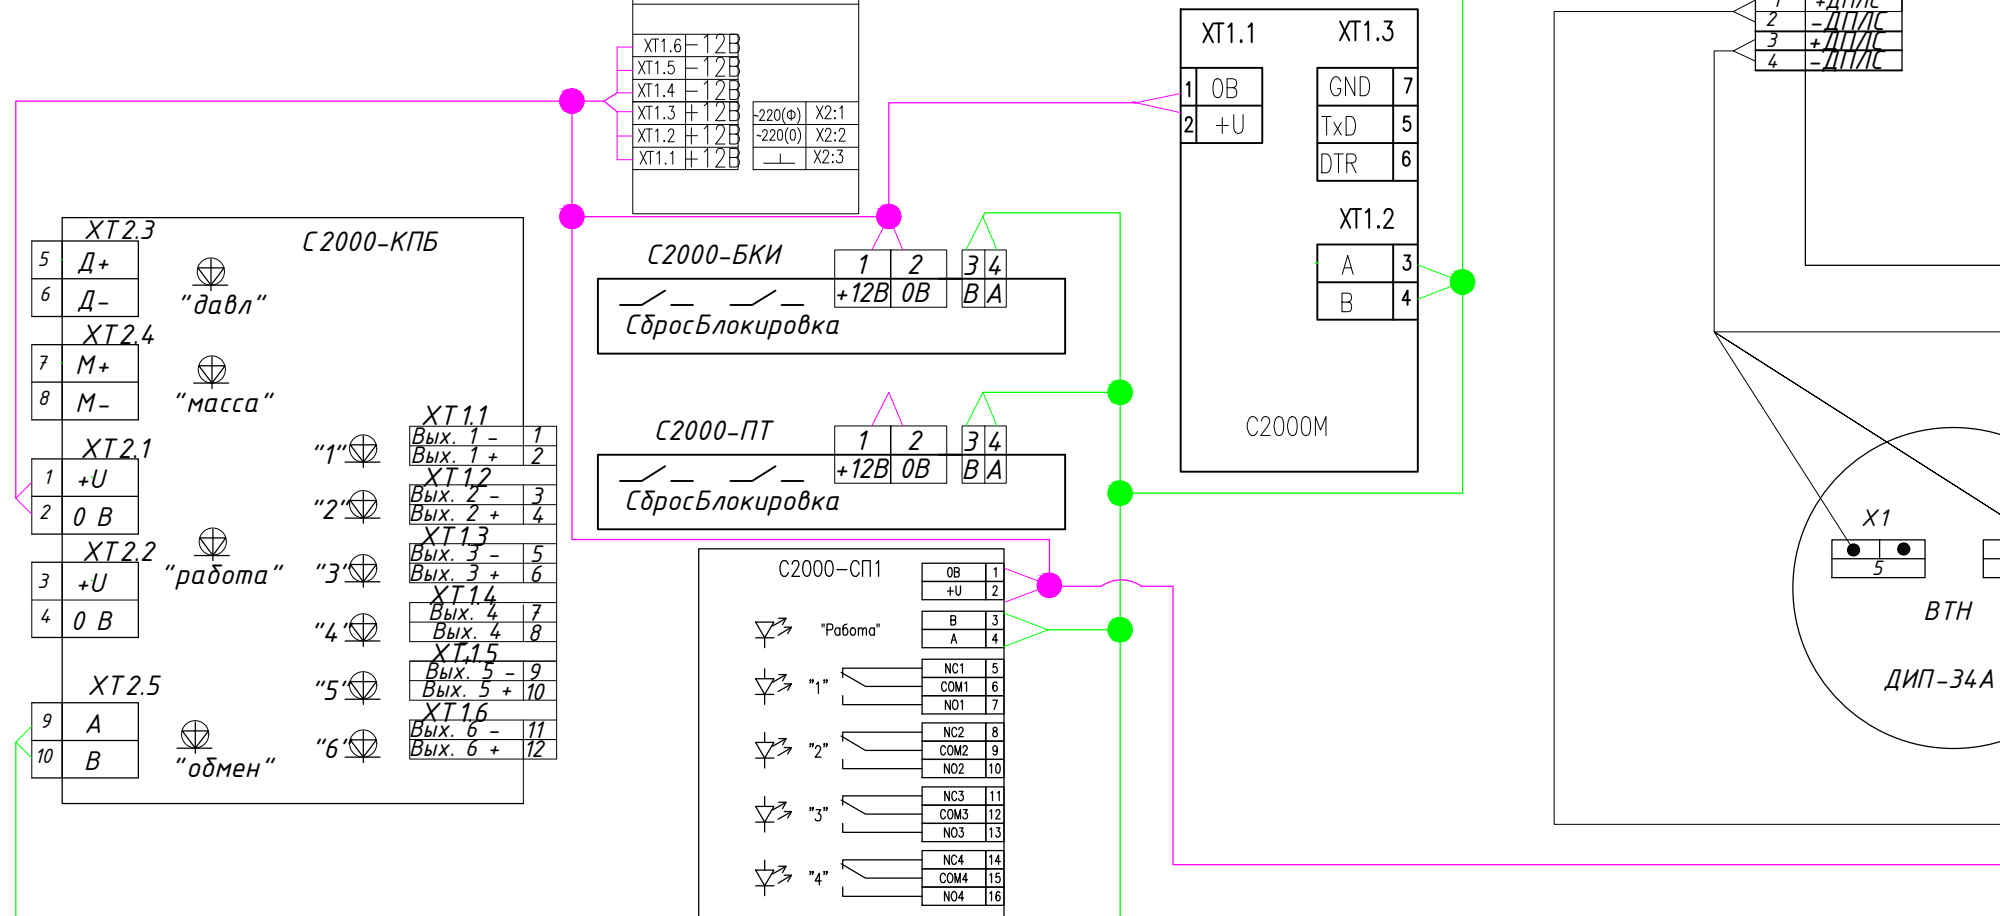 ХТ1.6 -12В
ХТ1.5 -12В
ХТ1.4 -12В
ХТ1.3 +12В
ХТ1.2 +12В
ХТ1.1 +12В
~220(Ф) Х2:1
~220(0) Х2:2
Х2:3
С2000-КПБ
ХТ2.3
5 Д+
6 Д-
"давл"
ХТ2.4
7 М+
8 М-
"масса"
ХТ2.1
1 +U
2 0 В
ХТ2.2
3 +U
4 0 В
"работа"
ХТ2.5
9 А
10 В
"обмен"
"1"
"2"
"3"
"4"
"5"
"6"
ХТ1.1
Вых. 1 - 1
Вых. 1 + 2
ХТ1.2
Вых. 2 - 3
Вых. 2 + 4
ХТ1.3
Вых. 3 - 5
Вых. 3 + 6
ХТ1.4
Вых. 4 7
Вых. 4 8
ХТ1.5
Вых. 5 - 9
Вых. 5 + 10
ХТ1.6
Вых. 6 - 11
Вых. 6 + 12
С2000-БКИ
1 2 3 4
+12В 0В В А
СбросБлокировка
С2000-ПТ
1 2 3 4
+12В 0В В А
СбросБлокировка
С2000-СП1
0В 1
+U 2
"Работа"
В 3
А 4
"1"
NC1 5
COM1 6
NO1 7
"2"
NC2 8
COM2 9
NO2 10
"3"
NC3 11
COM3 12
NO3 13
"4"
NC4 14
COM4 15
NO4 16
ХТ1.1 ХТ1.3
1 0В
2 +U
GND 7
TxD 5
DTR 6
ХТ1.2
А 3
В 4
С2000М
1 +ДПЛС
2 -ДПЛС
3 +ДПЛС
4 -ДПЛС
Х1
5
ВТН
ДИП-34А